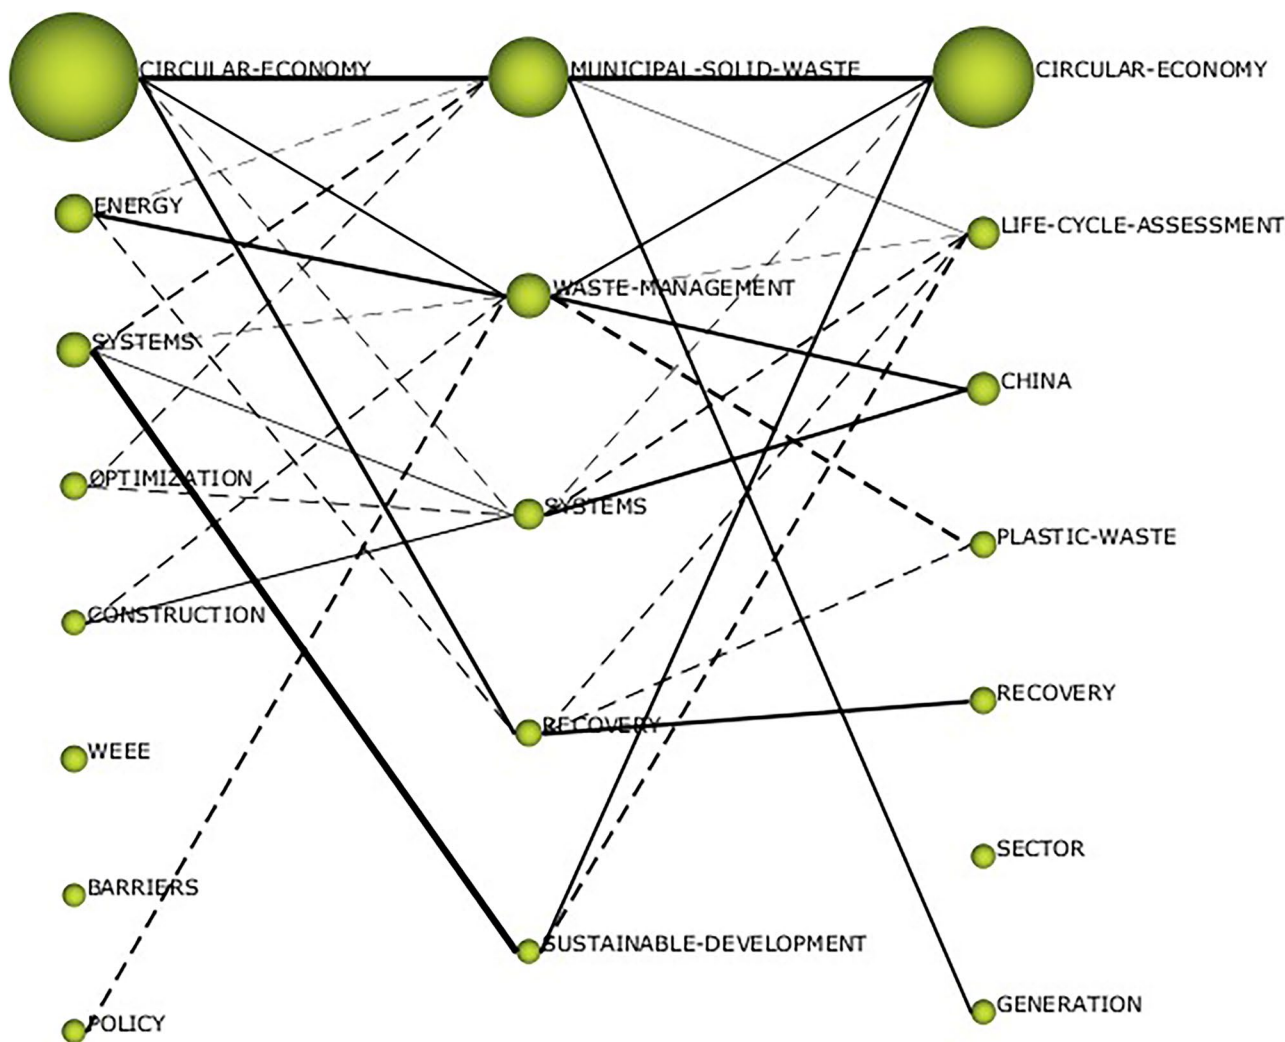 CIRCULAR-ECONOMY
ENERGY
SYSTEMS
OPTIMIZATION
CONSTRUCTION
WEEE
BARRIERS
POLICY
MUNICIPAL-SOLID-WASTE
WASTE-MANAGEMENT
SYSTEMS
RECOVERY
SUSTAINABLE-DEVELOPMENT
CIRCULAR-ECONOMY
LIFE-CYCLE-ASSESSMENT
CHINA
PLASTIC-WASTE
RECOVERY
SECTOR
GENERATION